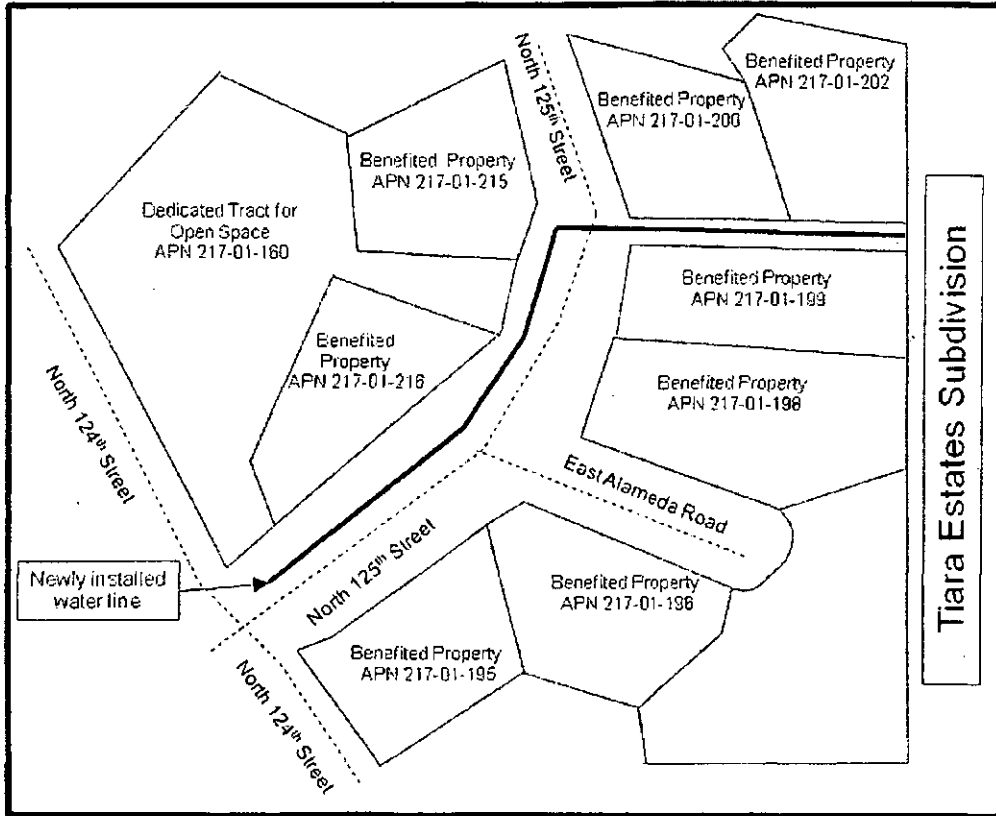 North 125th Street
Benefited Property
APN 217-01-202
Benefited Property
APN 217-01-200
Benefited Property
APN 217-01-215
Dedicated Tract for
Open Space
APN 217-01-160
Benefited Property
APN 217-01-199
Benefited
Property
APN 217-01-216
Benefited Property
APN 217-01-198
North 124th Street
East Alameda Road
Newly installed
water line
North 125th Street
Benefited Property
APN 217-01-196
Benefited Property
APN 217-01-195
North 124th Street
Tiara Estates Subdivision